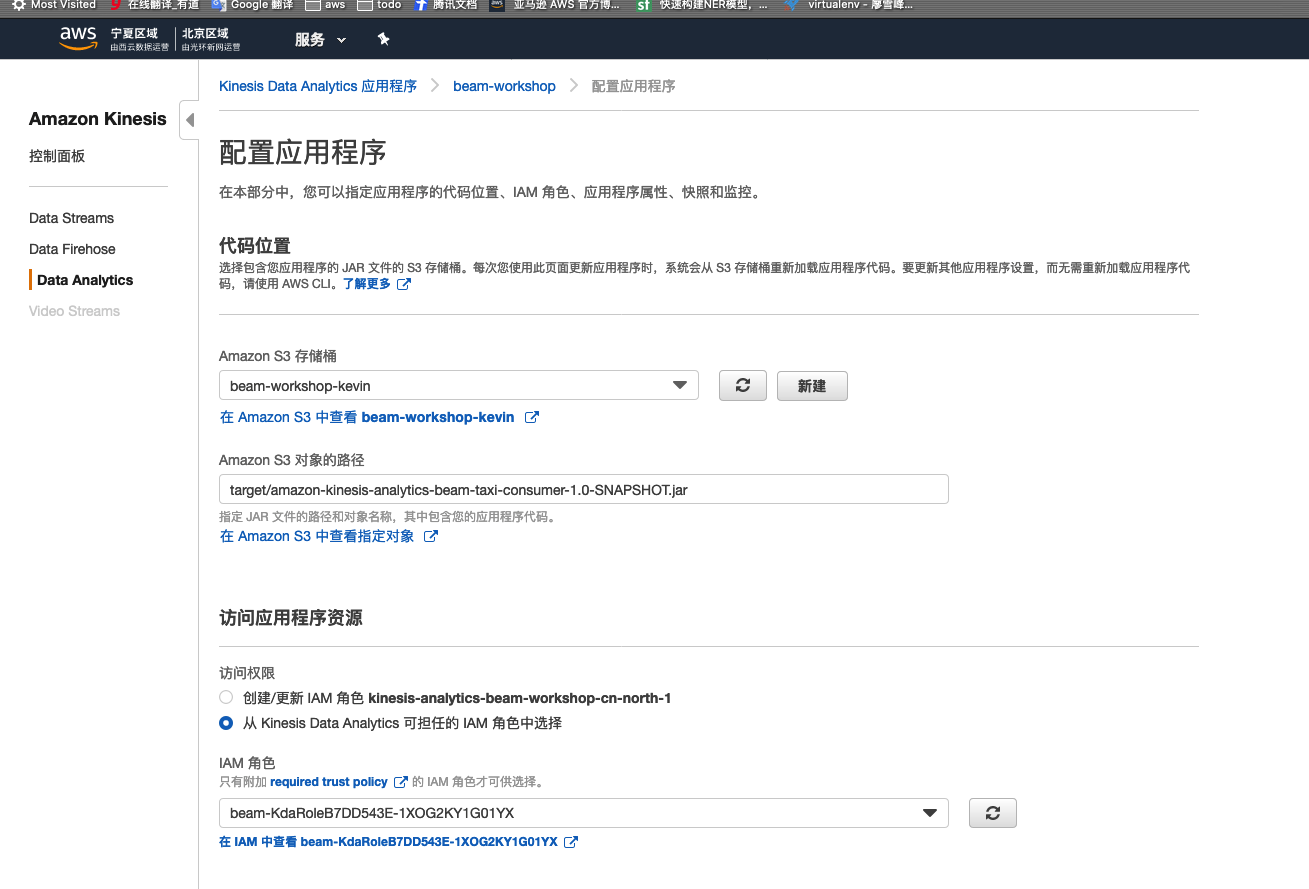 Most Visited 在线翻译_有道 Google 翻译 aws todo 腾讯文档 亚马逊 AWS 官方博... 快速构建NER模型，... virtualenv - 廖雪峰...
aws 宁夏区域 北京区域 服务
由西云数据运营 由光环新网运营
Kinesis Data Analytics 应用程序 beam-workshop 配置应用程序
Amazon Kinesis
控制面板
Data Streams
Data Firehose
Data Analytics
Video Streams
配置应用程序
在本部分中，您可以指定应用程序的代码位置、IAM 角色、应用程序属性、快照和监控。
代码位置
选择包含您应用程序的 JAR 文件的 S3 存储桶。每次您使用此页面更新应用程序时，系统会从 S3 存储桶重新加载应用程序代码。要更新其他应用程序设置，而无需重新加载应用程序代
码，请使用 AWS CLI。了解更多
Amazon S3 存储桶
beam-workshop-kevin 新建
在 Amazon S3 中查看 beam-workshop-kevin
Amazon S3 对象的路径
target/amazon-kinesis-analytics-beam-taxi-consumer-1.0-SNAPSHOT.jar
指定 JAR 文件的路径和对象名称，其中包含您的应用程序代码。
在 Amazon S3 中查看指定对象
访问应用程序资源
访问权限
创建/更新 IAM 角色 kinesis-analytics-beam-workshop-cn-north-1
从 Kinesis Data Analytics 可担任的 IAM 角色中选择
IAM 角色
只有附加 required trust policy 的 IAM 角色才可供选择。
beam-KdaRoleB7DD543E-1XOG2KY1G01YX
在 IAM 中查看 beam-KdaRoleB7DD543E-1XOG2KY1G01YX